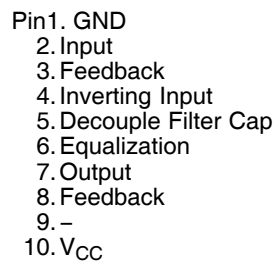 Pin1. GND
2. Input
3. Feedback
4. Inverting Input
5. Decouple Filter Cap
6. Equalization
7. Output
8. Feedback
9. –
10. VCC